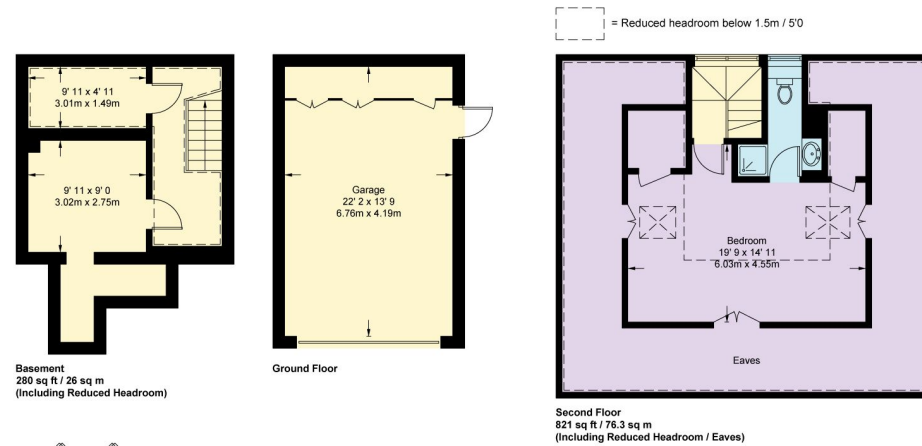 = Reduced headroom below 1.5m / 5'0
9' 11 x 4' 11
3.01m x 1.49m
9' 11 x 9' 0
3.02m x 2.75m
Basement
280 sq ft / 26 sq m
(Including Reduced Headroom)
Garage
22' 2 x 13' 9
6.76m x 4.19m
Ground Floor
Bedroom
19' 9 x 14' 11
6.03m x 4.55m
Eaves
Second Floor
821 sq ft / 76.3 sq m
(Including Reduced Headroom / Eaves)